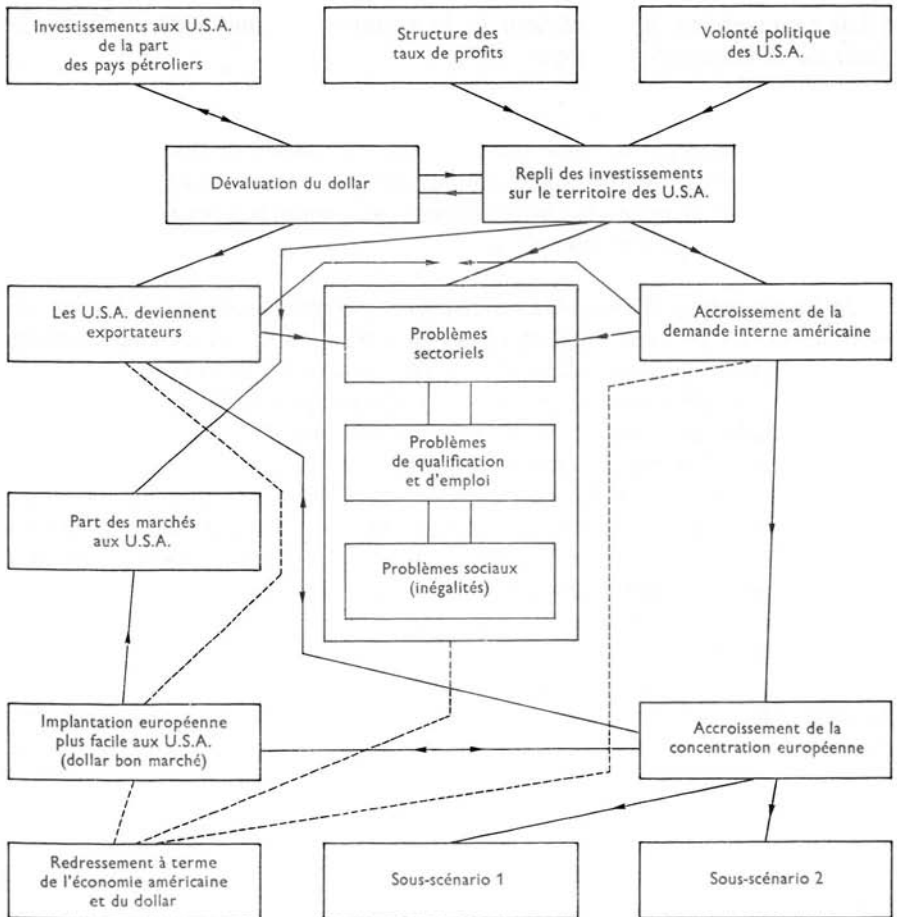 Investissements aux U.S.A.
de la part
des pays pétroliers
Structure des
taux de profits
Volonté politique
des U.S.A.
Dévaluation du dollar
Repli des investissements
sur le territoire des U.S.A.
Les U.S.A. deviennent
exportateurs
Problèmes
sectoriels
Accroissement de la
demande interne américaine
Problèmes
de qualification
et d'emploi
Part des marchés
aux U.S.A.
Problèmes sociaux
(inégalités)
Implantation européenne
plus facile aux U.S.A.
(dollar bon marché)
Accroissement de la
concentration européenne
Redressement à terme
de l'économie américaine
et du dollar
Sous-scénario 1
Sous-scénario 2